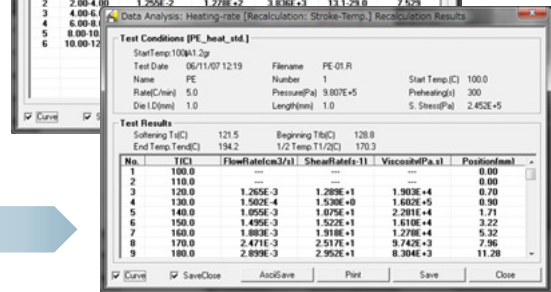 2 2.00-4.00 1.255E-2 1.278E+2 3.836E+3 13.1-29.0 7.529
3 4.00-6.0
4 6.00-8.0
5 8.00-10.
6 10.00-12
Curve
Data Analysis: Heating-rate [Recalculation: Stroke-Temp.] Recalculation Results
Test Conditions [PE_heat_std.]
StartTemp:100¥A1.2gr
Test Date 06/11/07 12:19 Filename PE-01.R
Name PE Number 1 Start Temp.(C) 100.0
Rate(C/min) 5.0 Pressure(Pa) 9.807E+5 Preheating(s) 300
Die I.D(mm) 1.0 Length(mm) 1.0 S. Stress(Pa) 2.452E+5
Test Results
Softening Ts(C) 121.5 Beginning Tfb(C) 128.8
End Temp.Tend(C) 194.2 1/2 Temp.T1/2(C) 170.3
No. T(C) FlowRate(cm3/s) ShearRate(s-1) Viscosity(Pa.s) Position(mm)
1 100.0 --- --- --- 0.00
2 110.0 --- --- --- 0.00
3 120.0 1.265E-3 1.289E+1 1.903E+4 0.70
4 130.0 1.502E-4 1.530E+0 1.602E+5 0.90
5 140.0 1.055E-3 1.075E+1 2.281E+4 1.71
6 150.0 1.495E-3 1.522E+1 1.610E+4 3.22
7 160.0 1.883E-3 1.918E+1 1.278E+4 5.32
8 170.0 2.471E-3 2.517E+1 9.742E+3 7.96
9 180.0 2.899E-3 2.952E+1 8.304E+3 11.28
Curve SaveClose AsciiSave Print Save Close